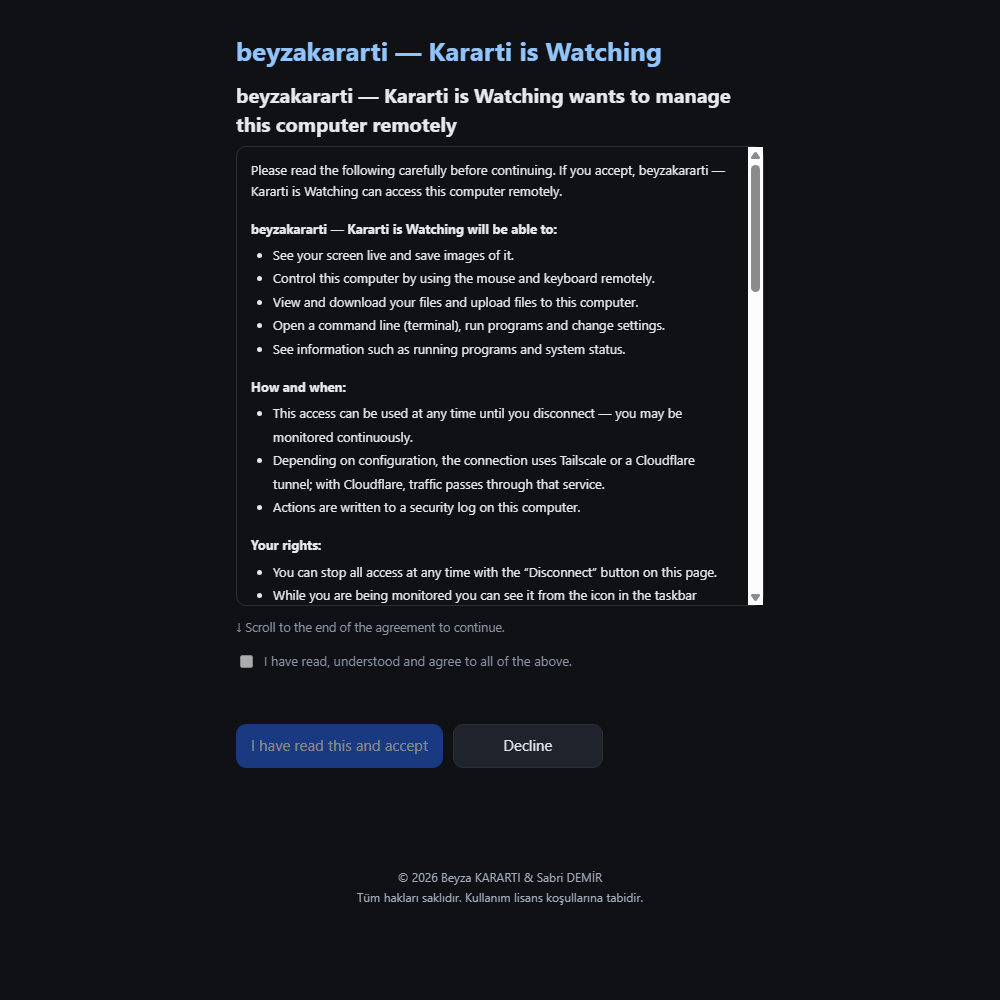 beyzakararti — Kararti is Watching
beyzakararti — Kararti is Watching wants to manage
this computer remotely
Please read the following carefully before continuing. If you accept, beyzakararti —
Kararti is Watching can access this computer remotely.
beyzakararti — Kararti is Watching will be able to:
• See your screen live and save images of it.
• Control this computer by using the mouse and keyboard remotely.
• View and download your files and upload files to this computer.
• Open a command line (terminal), run programs and change settings.
• See information such as running programs and system status.
How and when:
• This access can be used at any time until you disconnect — you may be
monitored continuously.
• Depending on configuration, the connection uses Tailscale or a Cloudflare
tunnel; with Cloudflare, traffic passes through that service.
• Actions are written to a security log on this computer.
Your rights:
• You can stop all access at any time with the “Disconnect” button on this page.
• While you are being monitored you can see it from the icon in the taskbar
↓ Scroll to the end of the agreement to continue.
I have read, understood and agree to all of the above.
I have read this and accept
Decline
© 2026 Beyza KARARTI & Sabri DEMİR
Tüm hakları saklıdır. Kullanım lisans koşullarına tabidir.